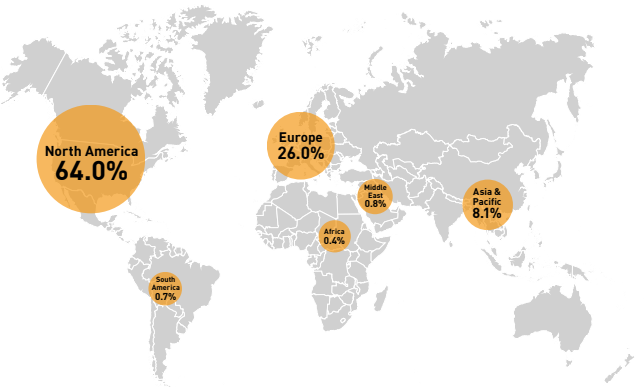 North America
64.0%
Europe
26.0%
Middle
East
0.8%
Asia &
Pacific
8.1%
Africa
0.4%
South
America
0.7%